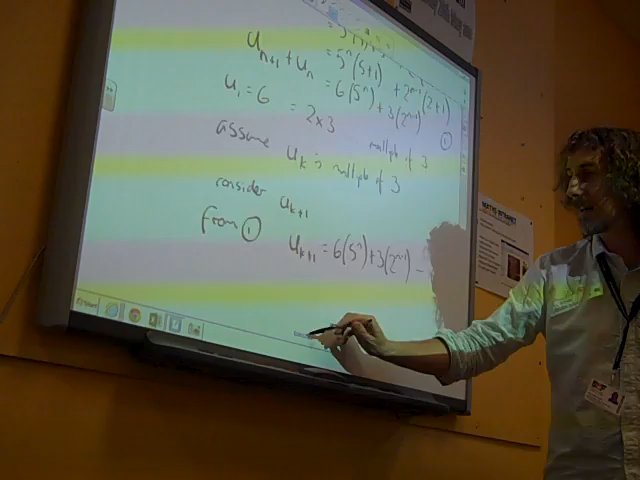 = 5ⁿ(5+1) + 2ⁿ⁻¹(2+1)
uₙ₊₁ + uₙ = 6(5ⁿ) + 3(2ⁿ⁻¹) ①
u₁ = 6 = 2×3 multiple of 3
assume uₖ is multiple of 3
consider uₖ₊₁
from ① uₖ₊₁ = 6(5ⁿ) + 3(2ⁿ⁻¹) −